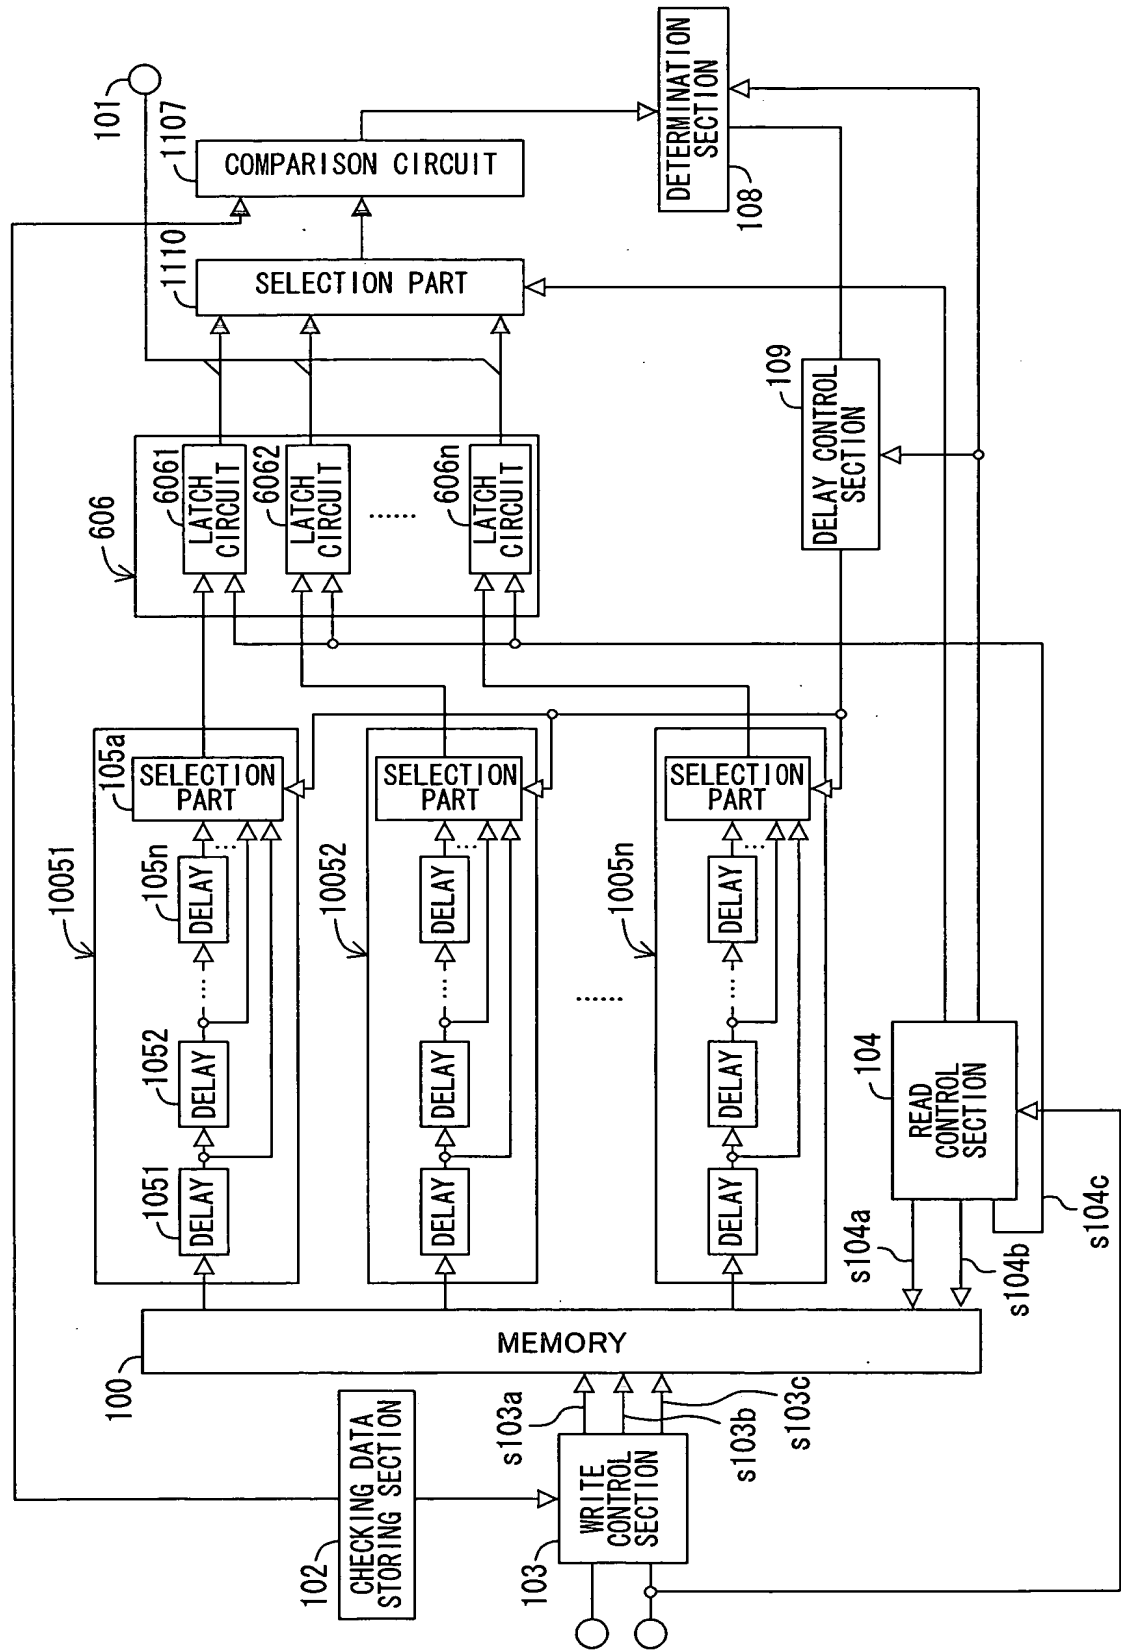 101
1107
COMPARISON CIRCUIT
1110
SELECTION PART
DETERMINATION
SECTION
108
606
6061
LATCH
CIRCUIT
6062
LATCH
CIRCUIT
......
606n
LATCH
CIRCUIT
109
DELAY CONTROL
SECTION
10051
105a
SELECTION
PART
105n
DELAY
......
1052
DELAY
1051
DELAY
10052
SELECTION
PART
DELAY
......
DELAY
DELAY
......
1005n
SELECTION
PART
DELAY
......
DELAY
DELAY
104
READ
CONTROL
SECTION
s104a
s104b
s104c
100
MEMORY
102
CHECKING DATA
STORING SECTION
103
WRITE
CONTROL
SECTION
s103a
s103b
s103c